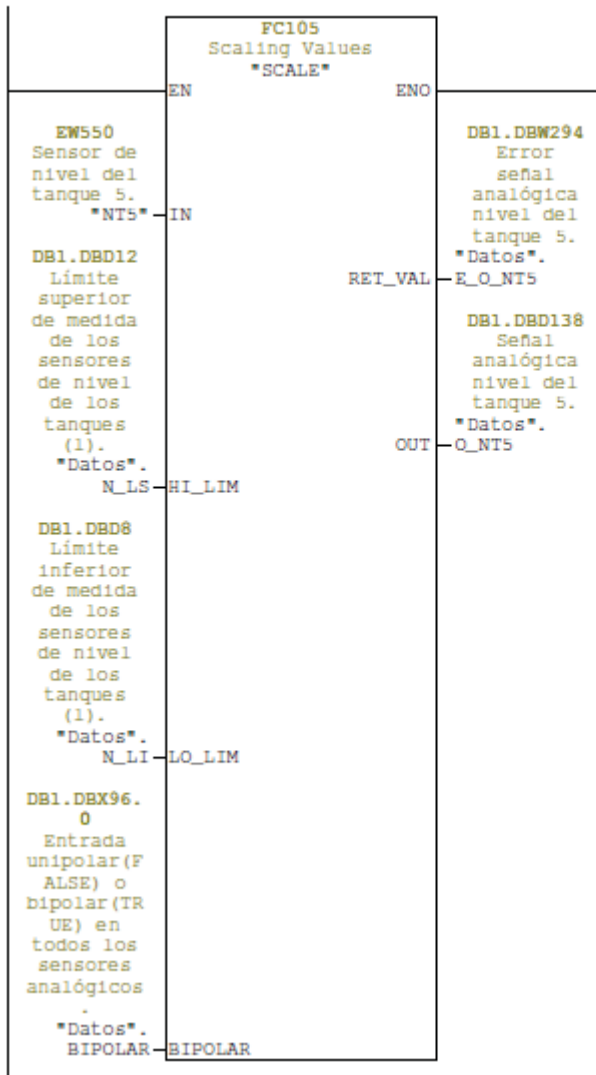 FC105
Scaling Values
"SCALE"
EN
ENO
EW550
Sensor de
nivel del
tanque 5.
"NT5"
IN
DB1.DBW294
Error
señal
analógica
nivel del
tanque 5.
"Datos".
RET_VAL
E_O_NT5
DB1.DBD12
Límite
superior
de medida
de los
sensores
de nivel
de los
tanques
(1).
"Datos".
N_LS
HI_LIM
DB1.DBD138
Señal
analógica
nivel del
tanque 5.
"Datos".
OUT
O_NT5
DB1.DBD8
Límite
inferior
de medida
de los
sensores
de nivel
de los
tanques
(1).
"Datos".
N_LI
LO_LIM
DB1.DBX96.
0
Entrada
unipolar(F
ALSE) o
bipolar(TR
UE) en
todos los
sensores
analógicos
.
"Datos".
BIPOLAR
BIPOLAR